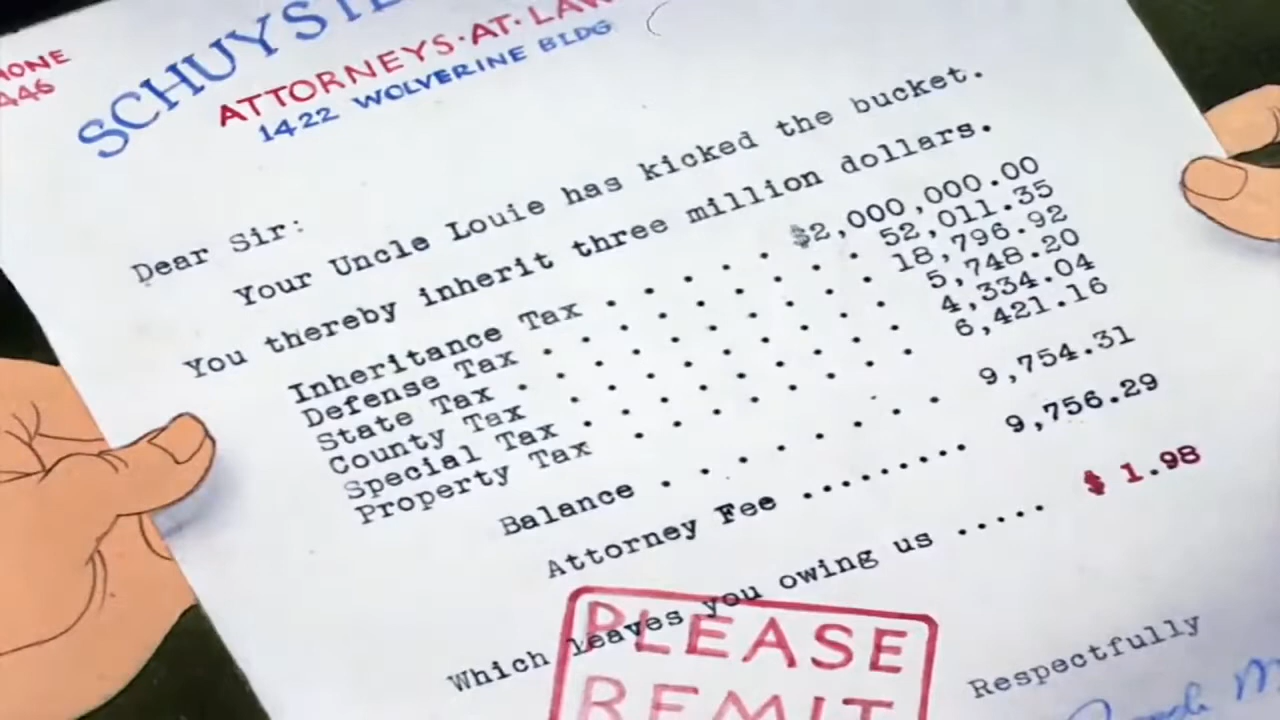 HONE
446
SCHUYSTE
ATTORNEYS·AT·LAW
1422 WOLVERINE BLDG
Dear Sir:
Your Uncle Louie has kicked the bucket.
You thereby inherit three million dollars.
Inheritance Tax . . . . . $2,000,000.00
Defense Tax . . . . . . . . . 52,011.35
State Tax . . . . . . . . . . 18,796.92
County Tax . . . . . . . . . 5,748.20
Special Tax . . . . . . . . . 4,334.04
Property Tax . . . . . . . . 6,421.16
Balance . . . . . . . . 9,754.31
Attorney Fee ......... 9,756.29
Which leaves you owing us ..... $ 1.98
PLEASE
REMIT
Respectfully